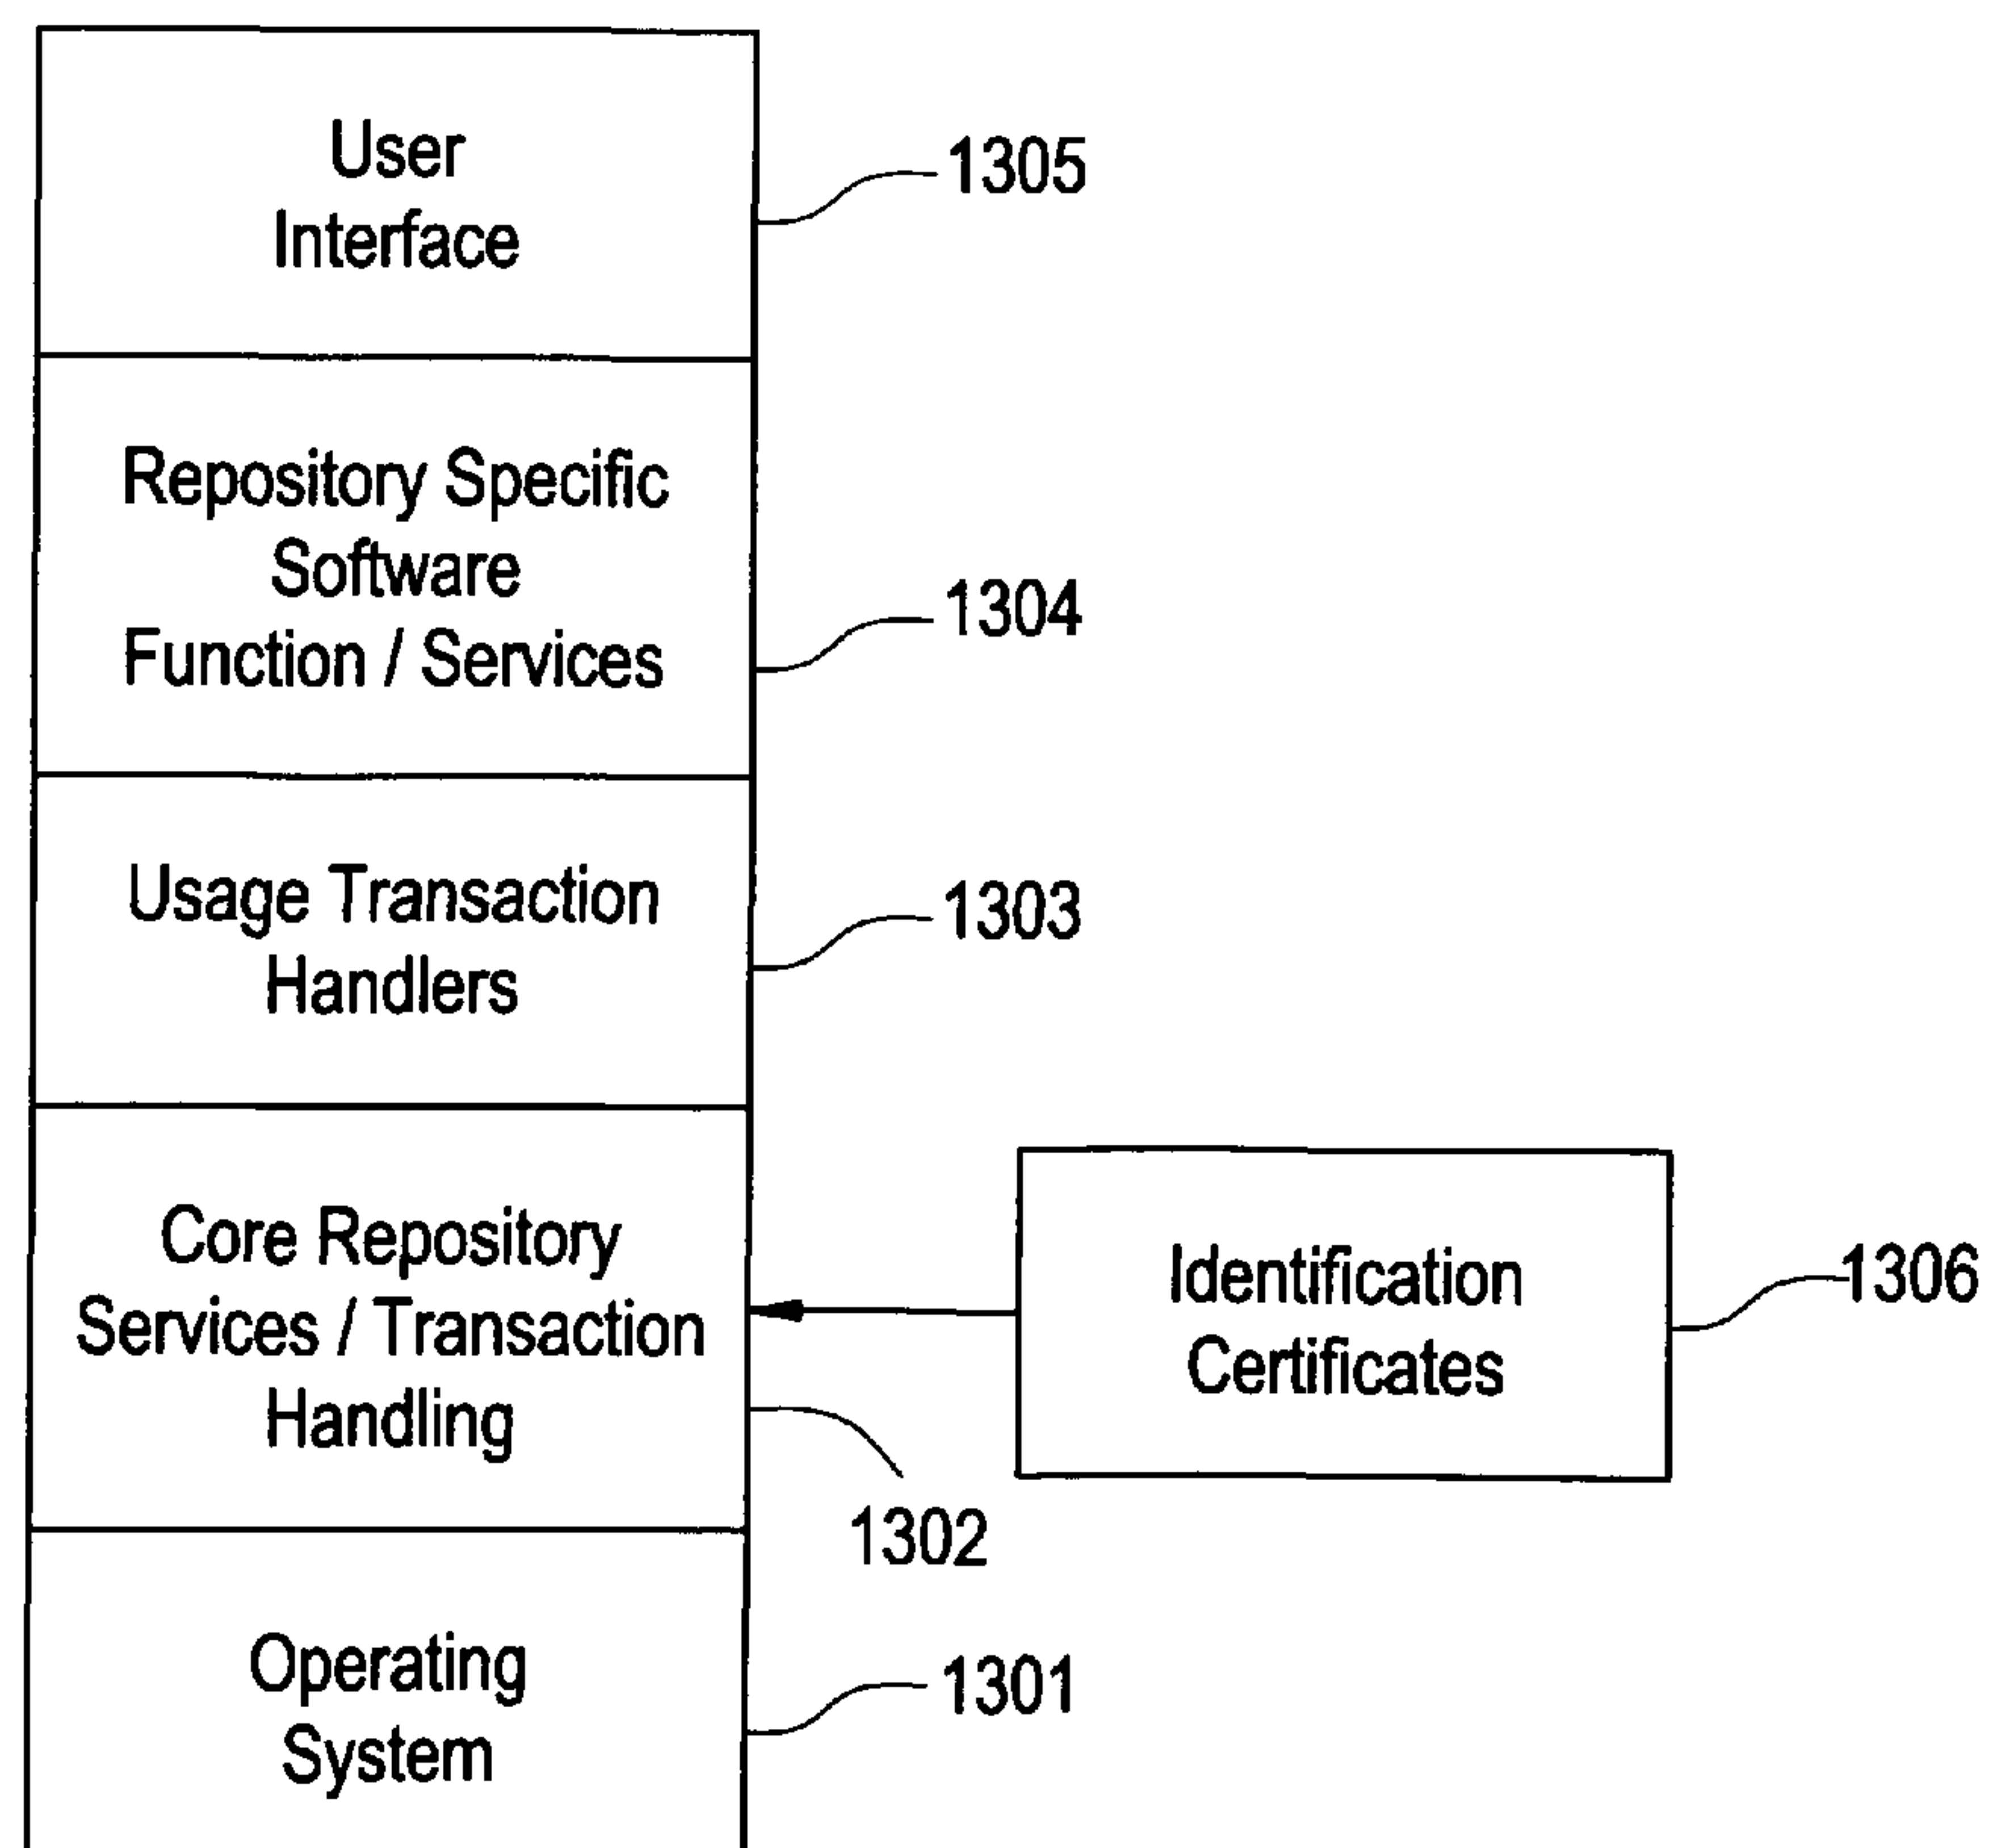 User
Interface
1305
Repository Specific
Software
Function / Services
1304
Usage Transaction
Handlers
1303
Core Repository
Services / Transaction
Handling
1302
Identification
Certificates
1306
Operating
System
1301